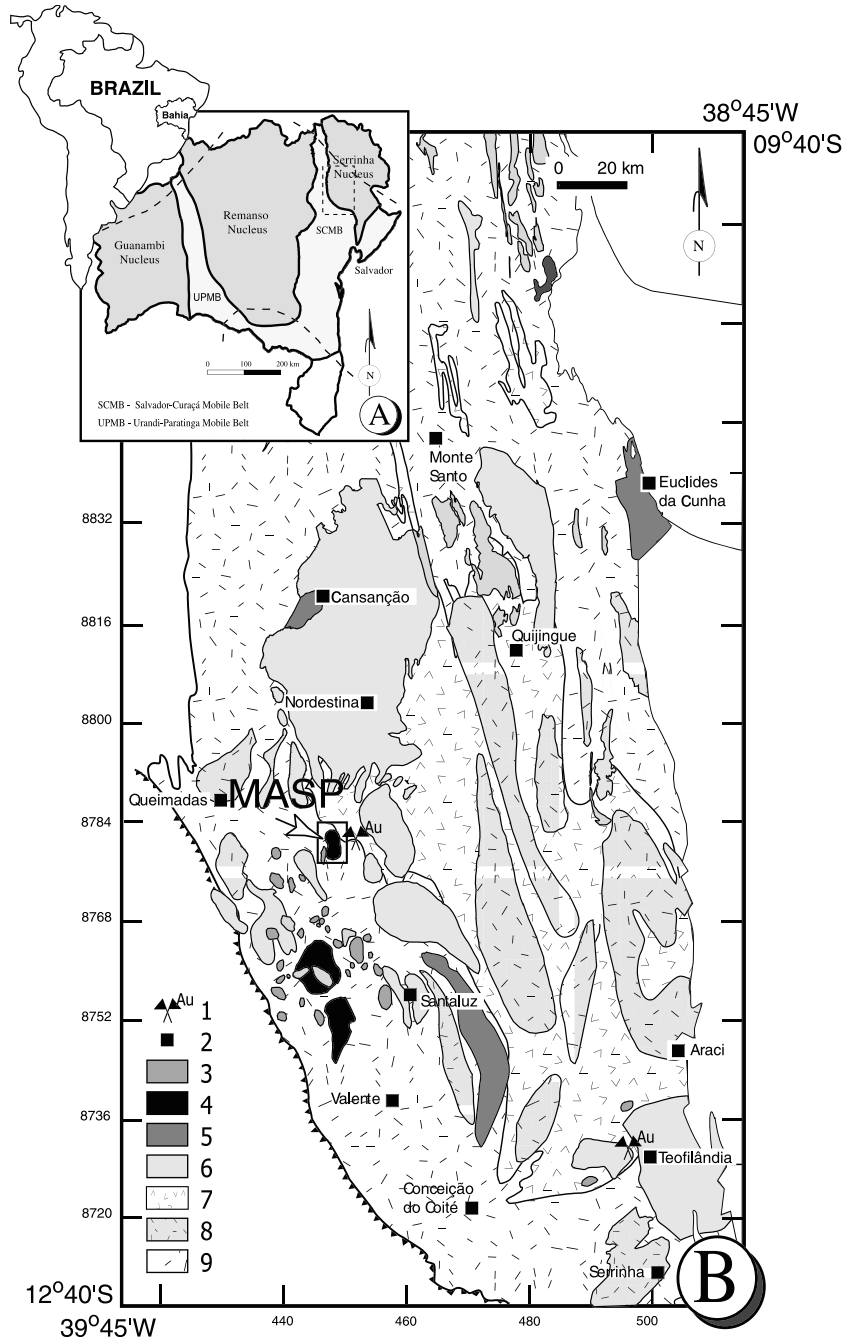 BRAZIL
Bahia
Serrinha
Nucleus
Remanso
Nucleus
Guanambi
Nucleus
SCMB
Salvador
UPMB
0 100 200 km
N
SCMB - Salvador-Curaçá Mobile Belt
UPMB - Urandi-Paratinga Mobile Belt
A
38°45'W
09°40'S
0 20 km
N
Monte
Santo
Euclides
da Cunha
8832
Cansanção
8816
Quijingue
Nordestina
8800
Queimadas
MASP
8784
Au
8768
8752
Santaluz
Au 1
2
3
4
5
6
7
8
9
Araci
Valente
8736
Au
Teofilândia
Conceição
do Coité
8720
Serrinha
B
12°40'S
39°45'W
440 460 480 500